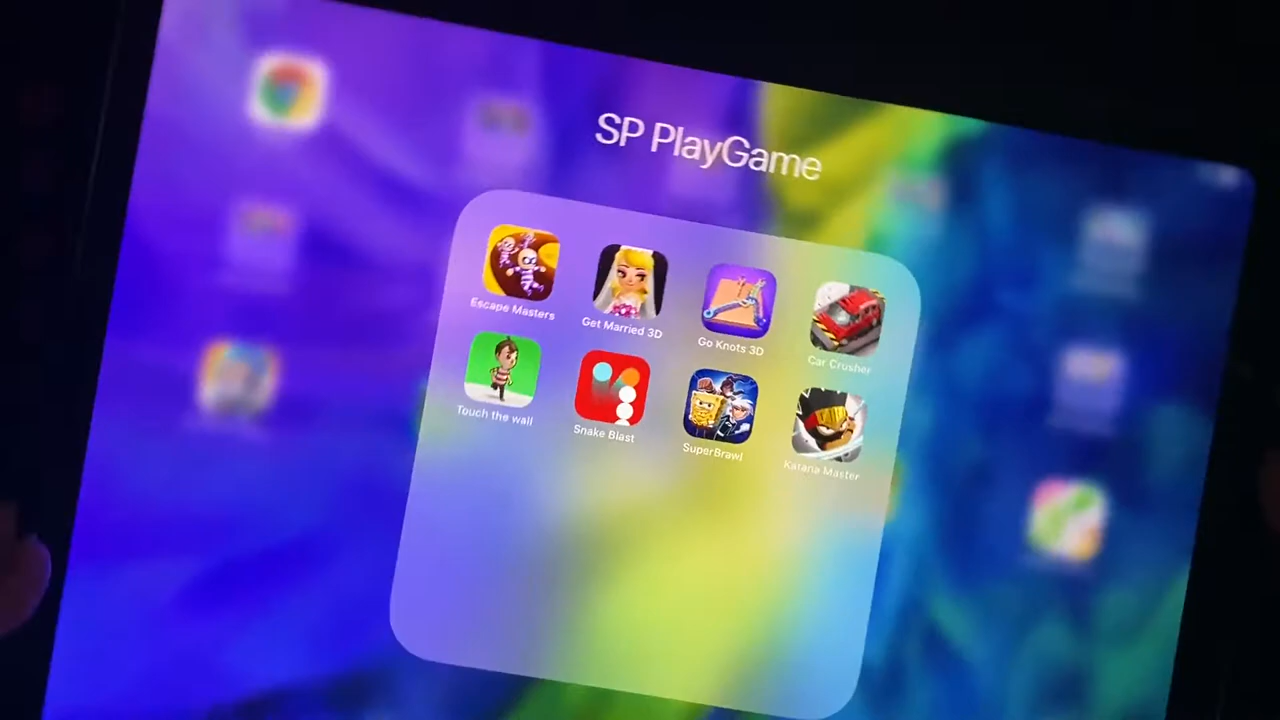 SP PlayGame
Escape Masters
Get Married 3D
Go Knots 3D
Car Crusher
Touch the wall
Snake Blast
SuperBrawl
Katana Master